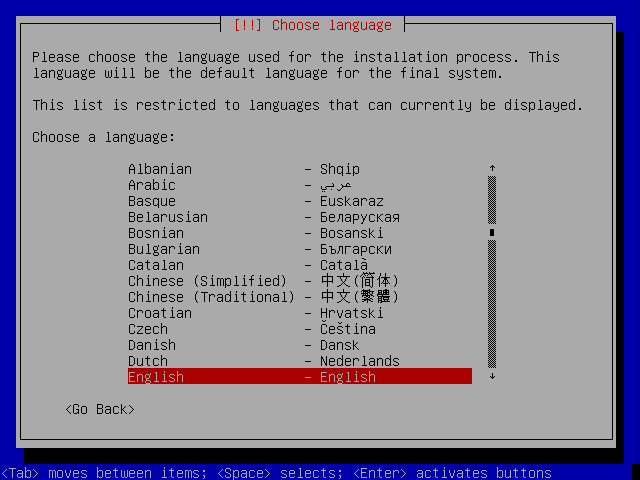 [!!] Choose language
Please choose the language used for the installation process. This
language will be the default language for the final system.
This list is restricted to languages that can currently be displayed.
Choose a language:
Albanian - Shqip
Arabic - عربي
Basque - Euskaraz
Belarusian - Беларуская
Bosnian - Bosanski
Bulgarian - Български
Catalan - Català
Chinese (Simplified) - 中文(简体)
Chinese (Traditional) - 中文(繁體)
Croatian - Hrvatski
Czech - Čeština
Danish - Dansk
Dutch - Nederlands
English - English
<Go Back>
<Tab> moves between items; <Space> selects; <Enter> activates buttons